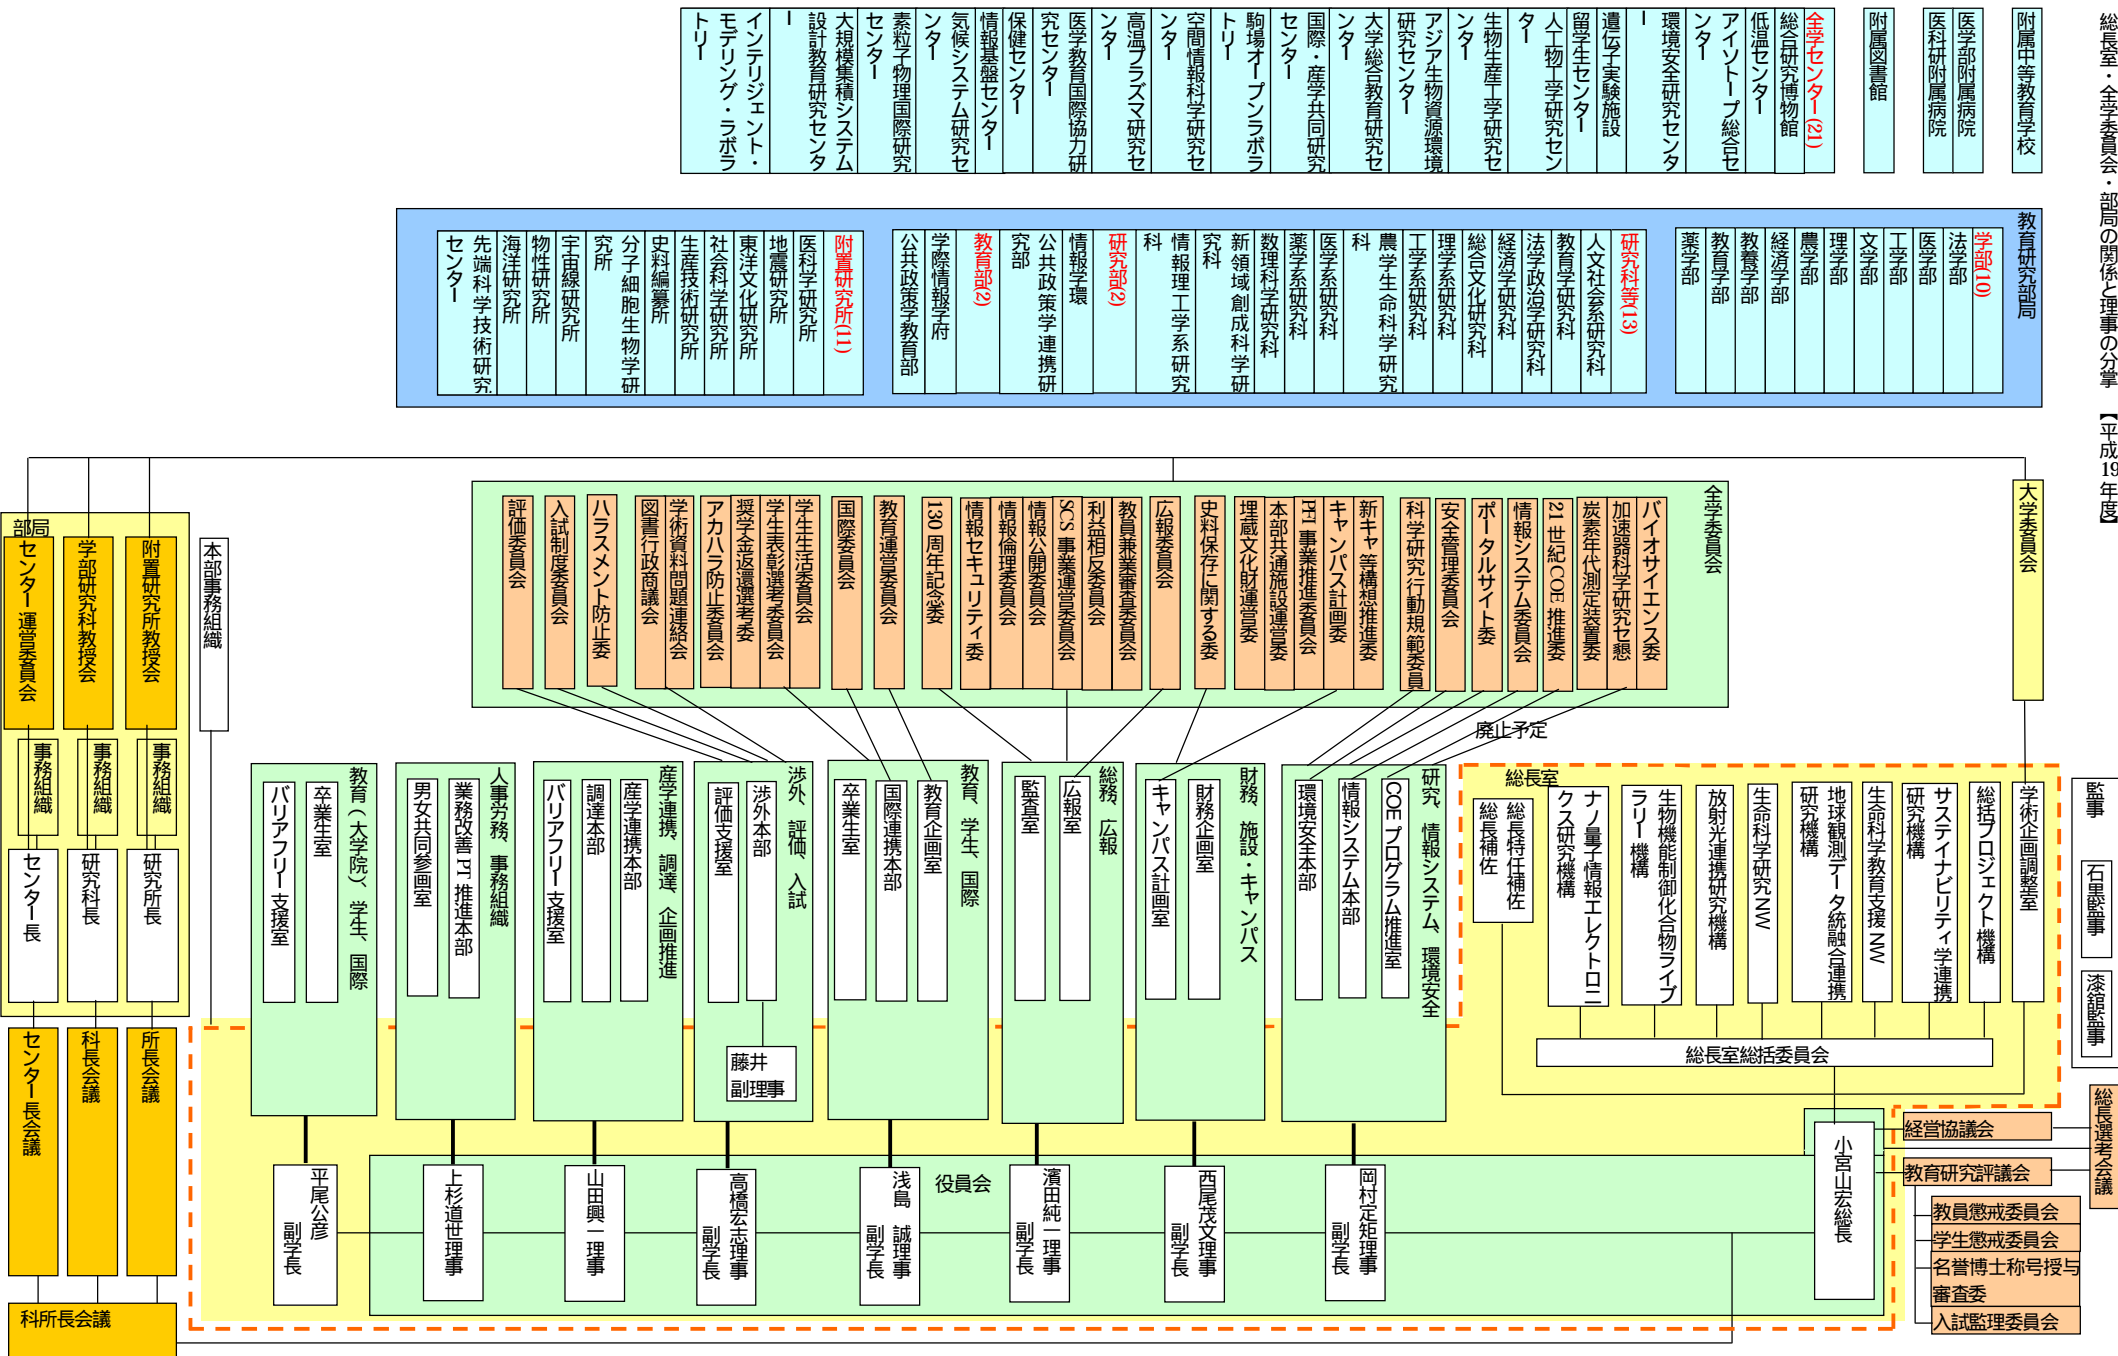 総長室・全学委員会・部局の関係と理事の分掌 【平成19年度】
附属中等教育学校
医学部附属病院
医科研附属病院
附属図書館
全学センター(21)
総合研究博物館
低温センター
アイソトープ総合セ
ンター
環境安全研究センタ
ー
遺伝子実験施設
留学生センター
人工物工学研究セン
ター
生物生産工学研究セ
ンター
アジア生物資源環境
研究センター
大学総合教育研究セ
ンター
国際・産学共同研究
センター
駒場オープンラボラ
トリー
空間情報科学研究セ
ンター
高温プラズマ研究セ
ンター
医学教育国際協力研
究センター
保健センター
情報基盤センター
気候システム研究セ
ンター
素粒子物理国際研究
センター
大規模集積システム
設計教育研究センタ
ー
インテリジェント・
モデリング・ラボラ
トリー
教育研究部局
学部(10)
法学部
医学部
工学部
文学部
理学部
農学部
経済学部
教養学部
教育学部
薬学部
研究科等(13)
人文社会系研究科
教育学研究科
法学政治学研究科
経済学研究科
総合文化研究科
理学系研究科
工学系研究科
農学生命科学研究
科
医学系研究科
薬学系研究科
数理科学研究科
新領域創成科学研
究科
情報理工学系研究
科
研究部(2)
情報学環
公共政策学連携研
究部
教育部(2)
学際情報学府
公共政策学教育部
附置研究所(11)
医科学研究所
地震研究所
東洋文化研究所
社会科学研究所
生産技術研究所
史料編纂所
分子細胞生物学研
究所
宇宙線研究所
物性研究所
海洋研究所
先端科学技術研究
センター
大学委員会
全学委員会
バイオサイエンス委
加速器科学研究セ懇
炭素年代測定装置委
21世紀COE推進委
情報システム委員会
ポータルサイト委
安全管理委員会
科学研究行動規範委員
新キャ等構想推進委
キャンパス計画委
PFI事業推進委員会
本部共通施設運営委
埋蔵文化財運営委
史料保存に関する委
広報委員会
教員兼業審査委員会
利益相反委員会
SCS事業運営委員会
情報公開委員会
情報倫理委員会
情報セキュリティ委
130周年記念委
教育運営委員会
国際委員会
学生生活委員会
学生表彰選考委員会
奨学金返還選考委
アカハラ防止委員会
学術資料問題連絡会
図書行政商議会
ハラスメント防止委
入試制度委員会
評価委員会
廃止予定
本部事務組織
部局
附置研究所教授会
学部研究科教授会
センター運営委員会
事務組織
事務組織
事務組織
研究所長
研究科長
センター長
所長会議
科長会議
センター長会議
科所長会議
監事
石黒監事
漆舘監事
総長室
学術企画調整室
総括プロジェクト機構
サステイナビリティ学連携
研究機構
生命科学教育支援NW
地球観測データ統融合連携
研究機構
生命科学研究NW
放射光連携研究機構
生物機能制御化合物ライブ
ラリー機構
ナノ量子情報エレクトロニ
クス研究機構
総長特任補佐
総長補佐
総長室総括委員会
研究、情報システム、環境安全
COEプログラム推進室
情報システム本部
環境安全本部
財務、施設・キャンパス
財務企画室
キャンパス計画室
総務、広報
広報室
監査室
教育、学生、国際
教育企画室
国際連携本部
卒業生室
渉外、評価、入試
渉外本部
評価支援室
藤井
副理事
産学連携、調達、企画推進
産学連携本部
調達本部
バリアフリー支援室
人事労務、事務組織
業務改善PT推進本部
男女共同参画室
教育(大学院)、学生、国際
卒業生室
バリアフリー支援室
役員会
小宮山宏総長
岡村定矩理事
副学長
西尾茂文理事
副学長
濱田純一理事
副学長
浅島 誠理事
副学長
高橋宏志理事
副学長
山田興一理事
上杉道世理事
平尾公彦
副学長
総長選考会議
経営協議会
教育研究評議会
教員懲戒委員会
学生懲戒委員会
名誉博士称号授与
審査委
入試監理委員会